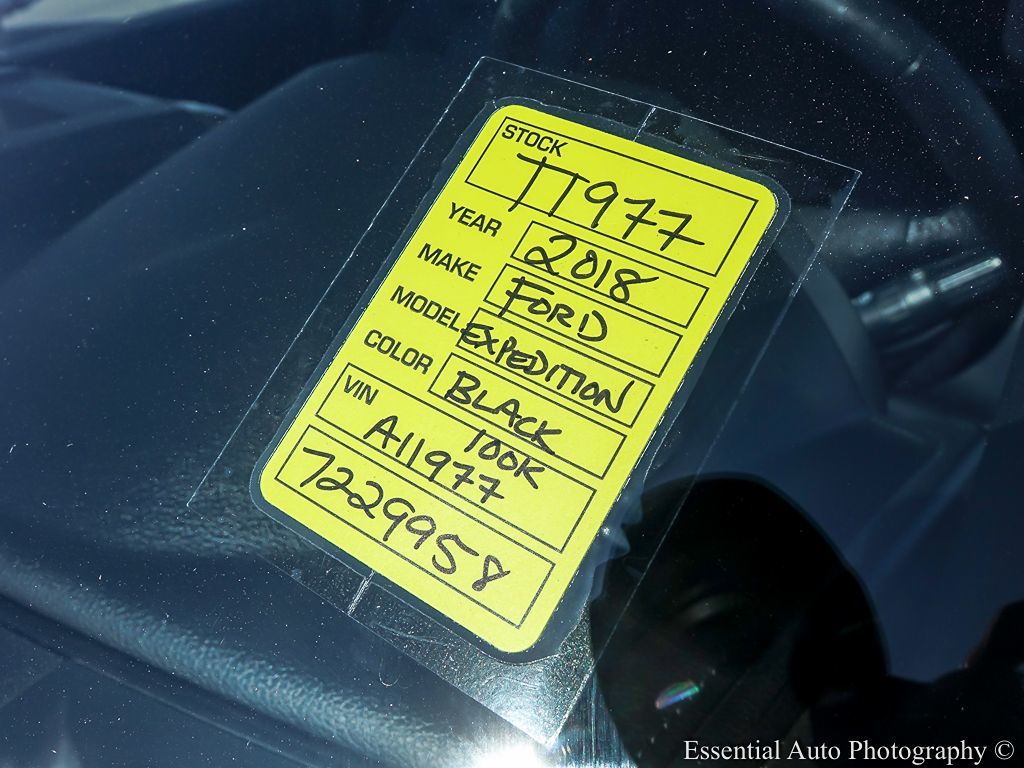 STOCK
TT977
YEAR 2018
MAKE FORD
MODEL EXPEDITION
COLOR BLACK
100K
VIN A11977
7229958
Essential Auto Photography ©